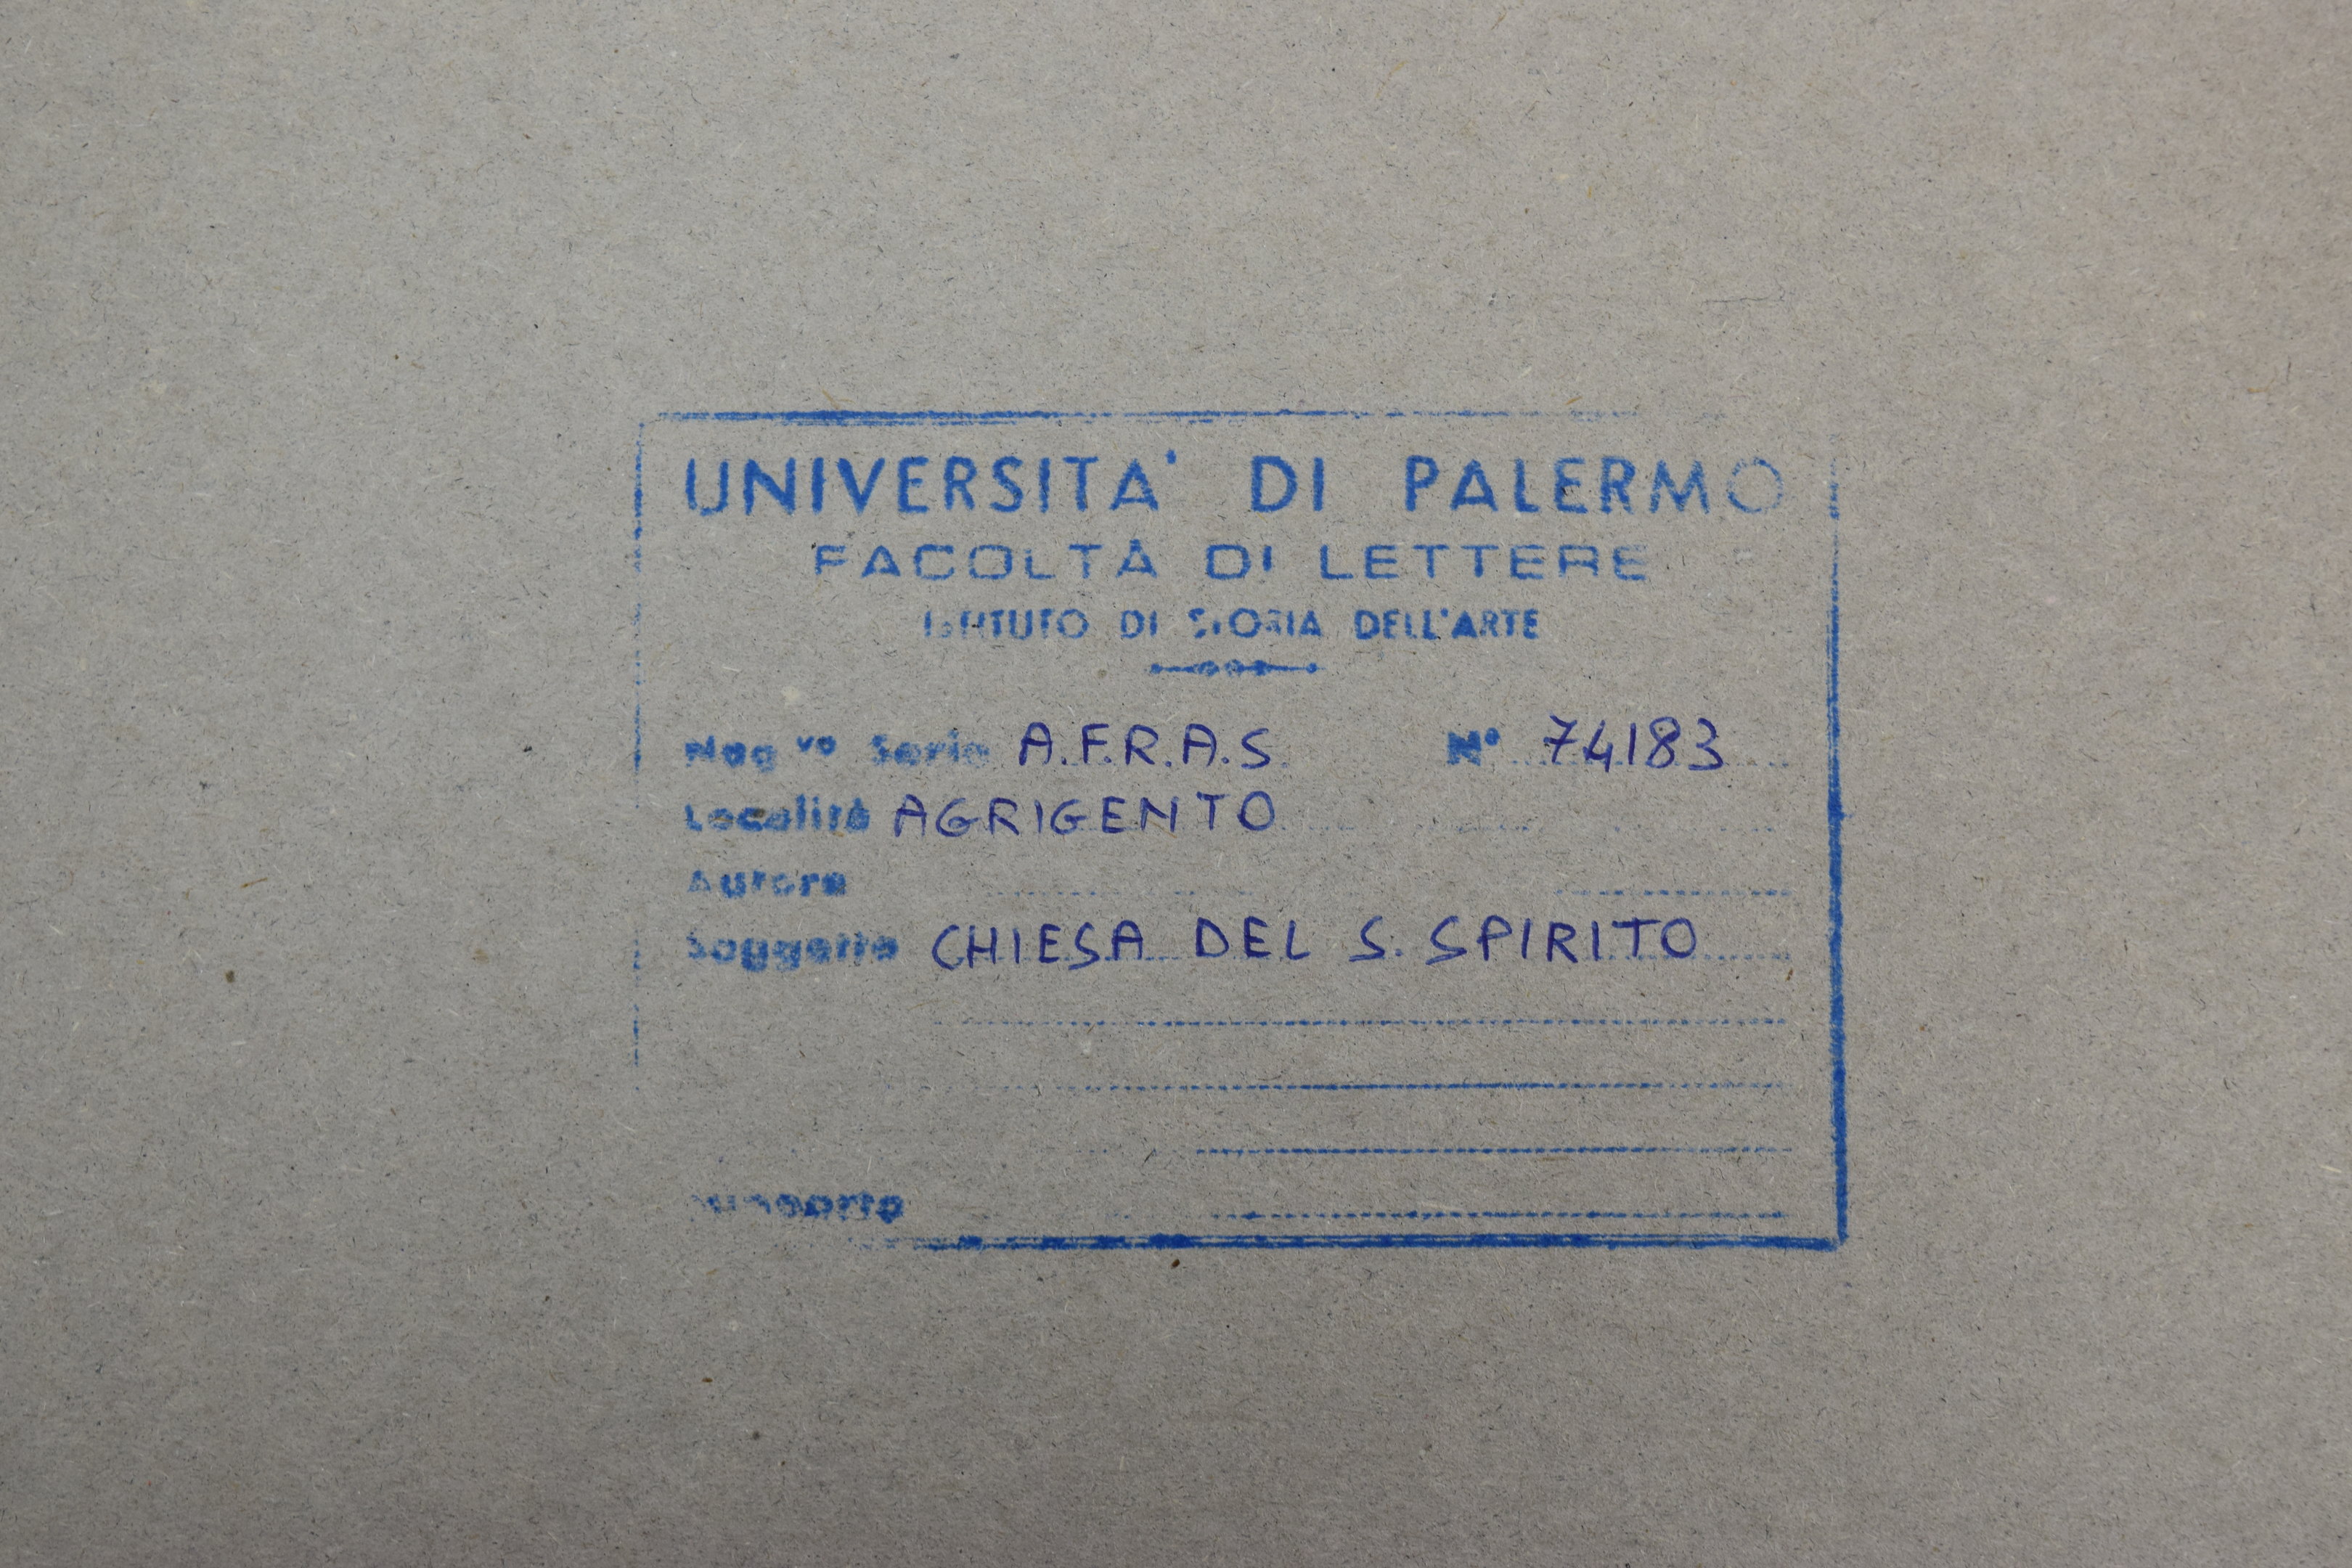 UNIVERSITA' DI PALERMO
FACOLTÀ DI LETTERE
ISTITUTO DI STORIA DELL'ARTE
Neg.vo Serie A.F.R.A.S. N° 74183
Località AGRIGENTO
Autore
Soggetto CHIESA DEL S. SPIRITO